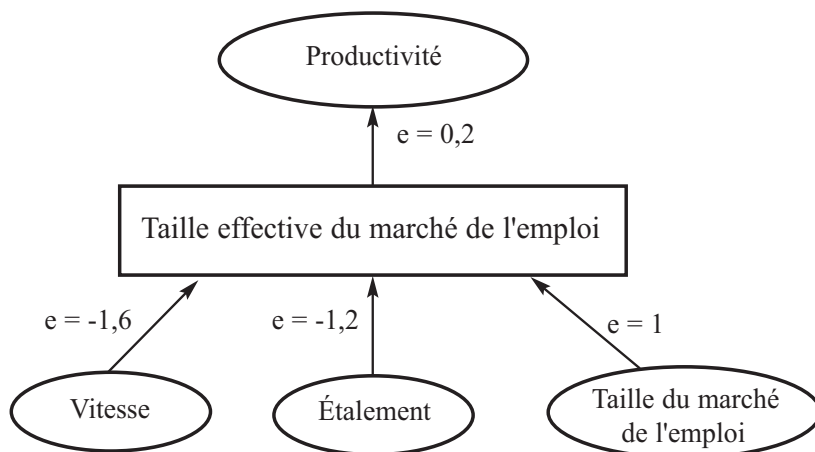 Productivité
e = 0,2
Taille effective du marché de l'emploi
e = -1,6
e = -1,2
e = 1
Vitesse
Étalement
Taille du marché
de l'emploi